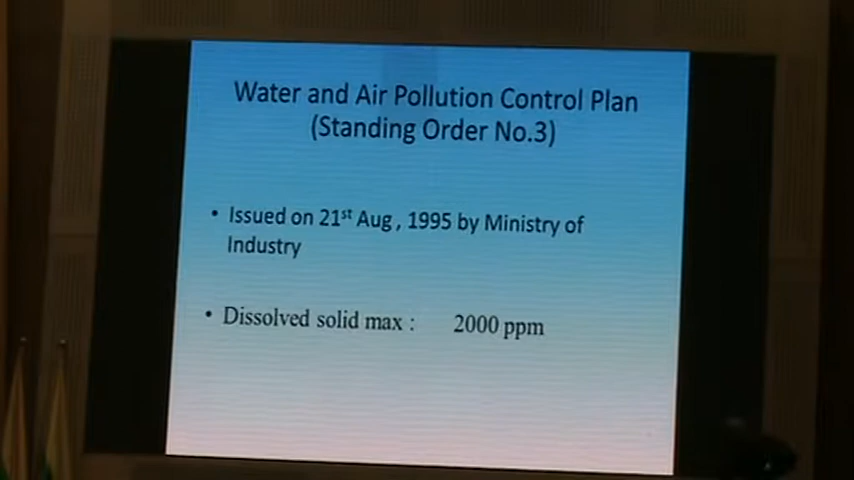 Water and Air Pollution Control Plan
(Standing Order No.3)
• Issued on 21st Aug , 1995 by Ministry of
Industry
• Dissolved solid max : 2000 ppm